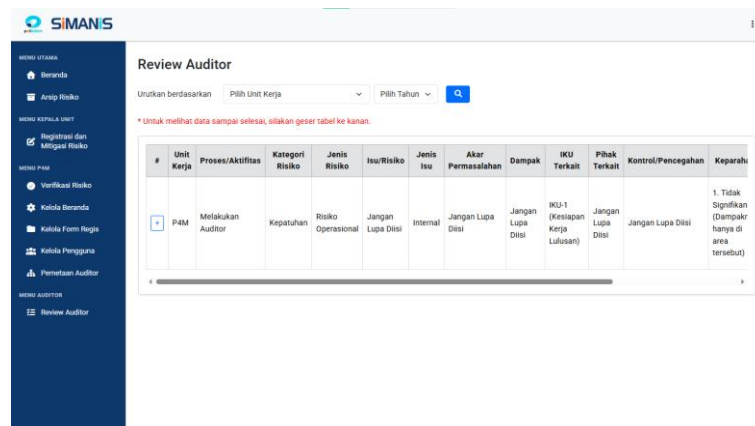 SiMANiS
MENU UTAMA
Beranda
Arsip Risiko
MENU KEPALA UNIT
Registrasi dan
Mitigasi Risiko
MENU P4M
Verifikasi Risiko
Kelola Beranda
Kelola Form Regis
Kelola Pengguna
Pemetaan Auditor
MENU AUDITOR
Review Auditor
Review Auditor
Urutkan berdasarkan Pilih Unit Kerja Pilih Tahun
* Untuk melihat data sampai selesai, silakan geser tabel ke kanan.
# Unit Kerja Proses/Aktifitas Kategori Risiko Jenis Risiko Isu/Risiko Jenis Isu Akar Permasalahan Dampak IKU Terkait Pihak Terkait Kontrol/Pencegahan Keparaha
+ P4M Melakukan Auditor Kepatuhan Risiko Operasional Jangan Lupa Diisi Internal Jangan Lupa Diisi Jangan Lupa Diisi IKU-1 (Kesiapan Kerja Lulusan) Jangan Lupa Diisi Jangan Lupa Diisi 1. Tidak Signifikan (Dampakr hanya di area tersebut)